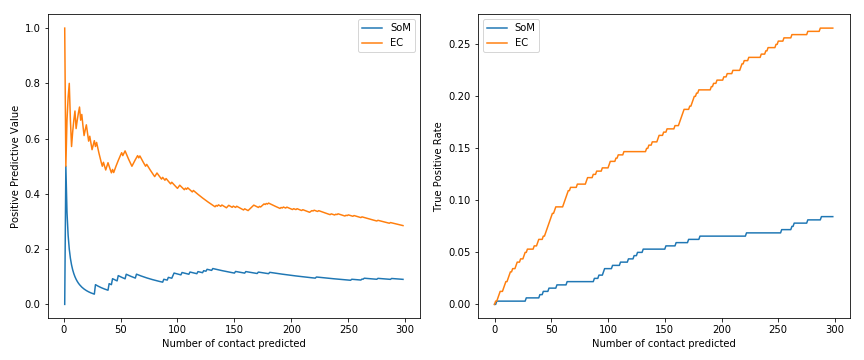 1.0
0.8
0.6
0.4
0.2
0.0
Positive Predictive Value
0 50 100 150 200 250 300
Number of contact predicted
SoM
EC
0.25
0.20
0.15
0.10
0.05
0.00
True Positive Rate
0 50 100 150 200 250 300
Number of contact predicted
SoM
EC